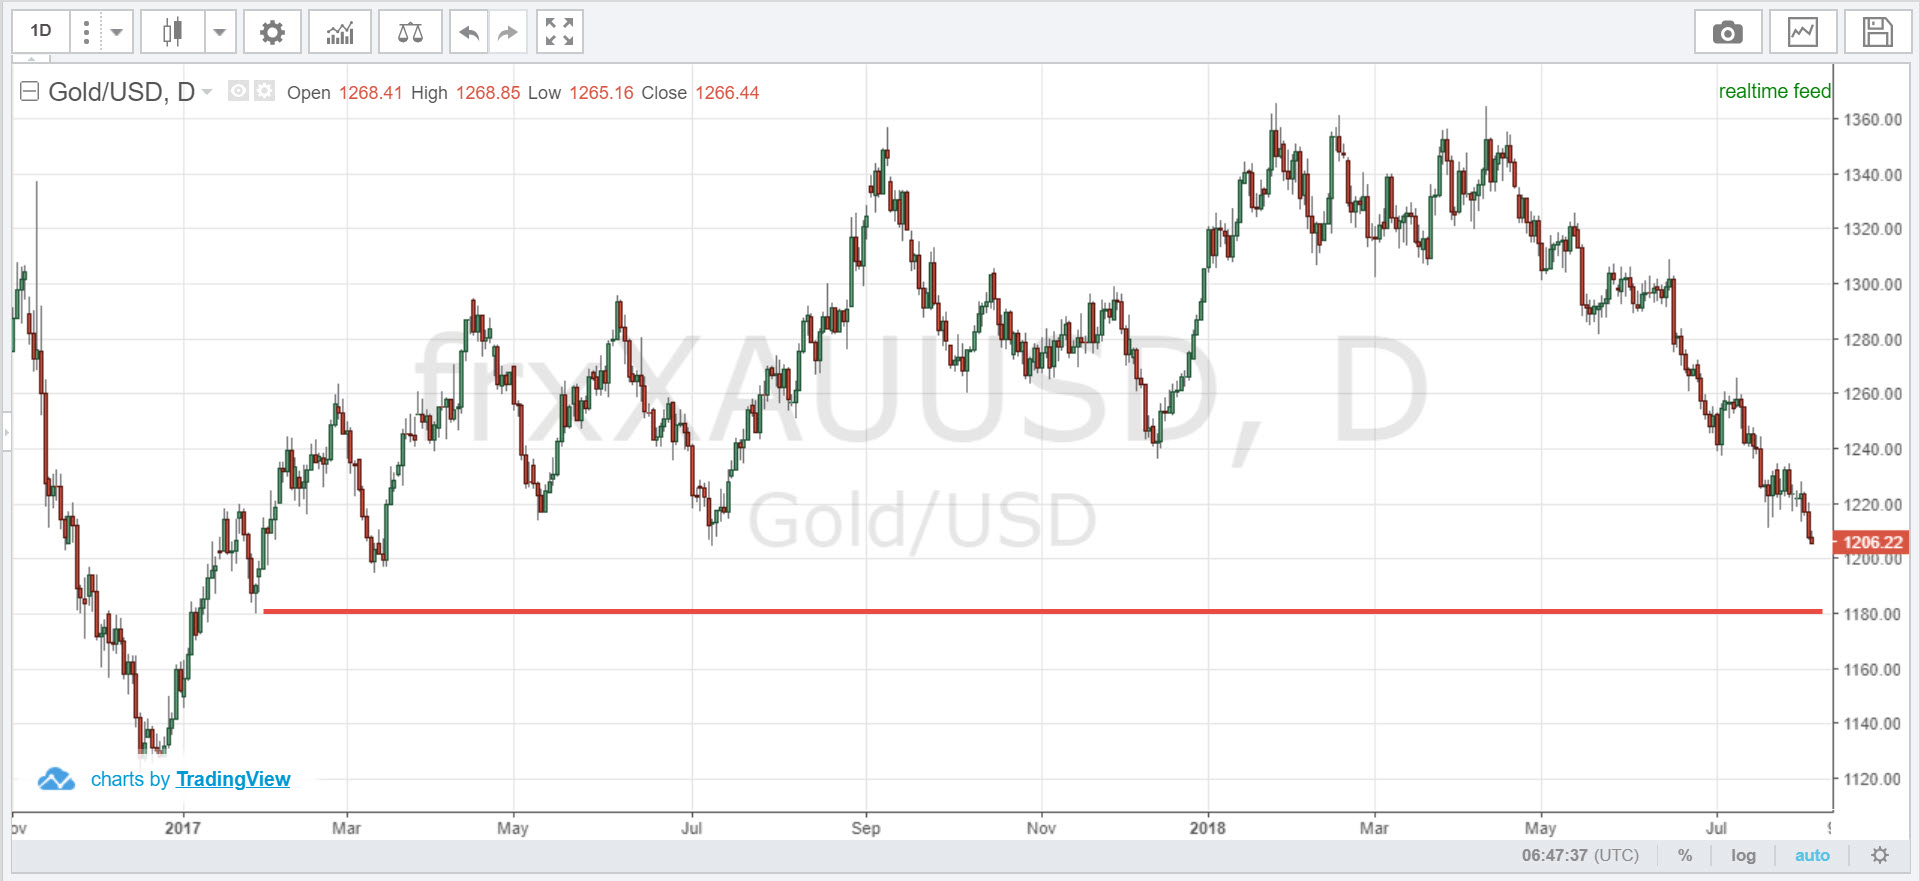 1D
Gold/USD, D Open 1268.41 High 1268.85 Low 1265.16 Close 1266.44
realtime feed
frxXAUUSD, D
Gold/USD
1360.00
1340.00
1320.00
1300.00
1280.00
1260.00
1240.00
1220.00
1206.22
1200.00
1180.00
1160.00
1140.00
1120.00
charts by TradingView
ov 2017 Mar May Jul Sep Nov 2018 Mar May Jul
06:47:37 (UTC) % log auto